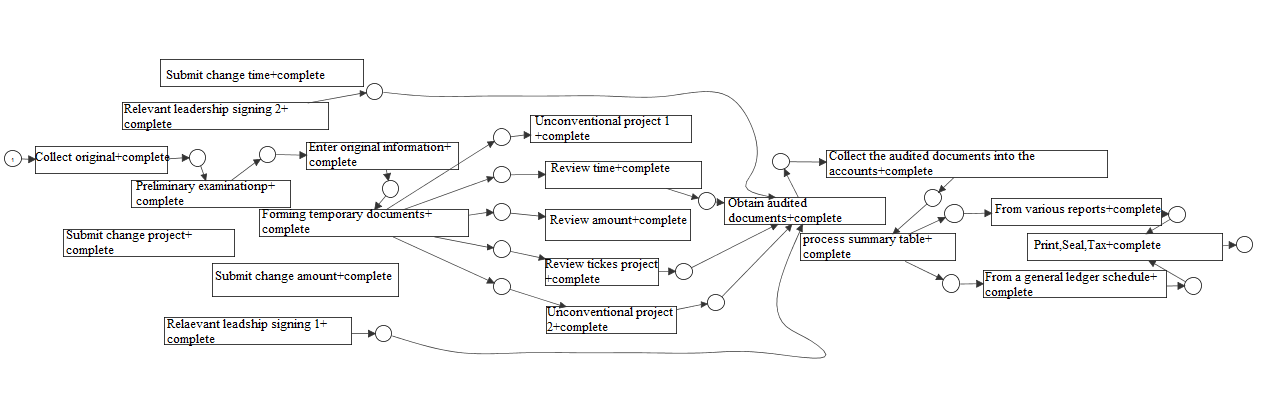 Submit change time+complete
Relevant leadership signing 2+
complete
Unconventional project 1
+complete
1
Collect original+complete
Enter original information+
complete
Preliminary examinationp+
complete
Review time+complete
Collect the audited documents into the
accounts+complete
Forming temporary documents+
complete
Review amount+complete
Obtain audited
documents+complete
From various reports+complete
Submit change project+
complete
process summary table+
complete
Print,Seal,Tax+complete
Submit change amount+complete
Review tickes project
+complete
From a general ledger schedule+
complete
Unconventional project
2+complete
Relaevant leadship signing 1+
complete